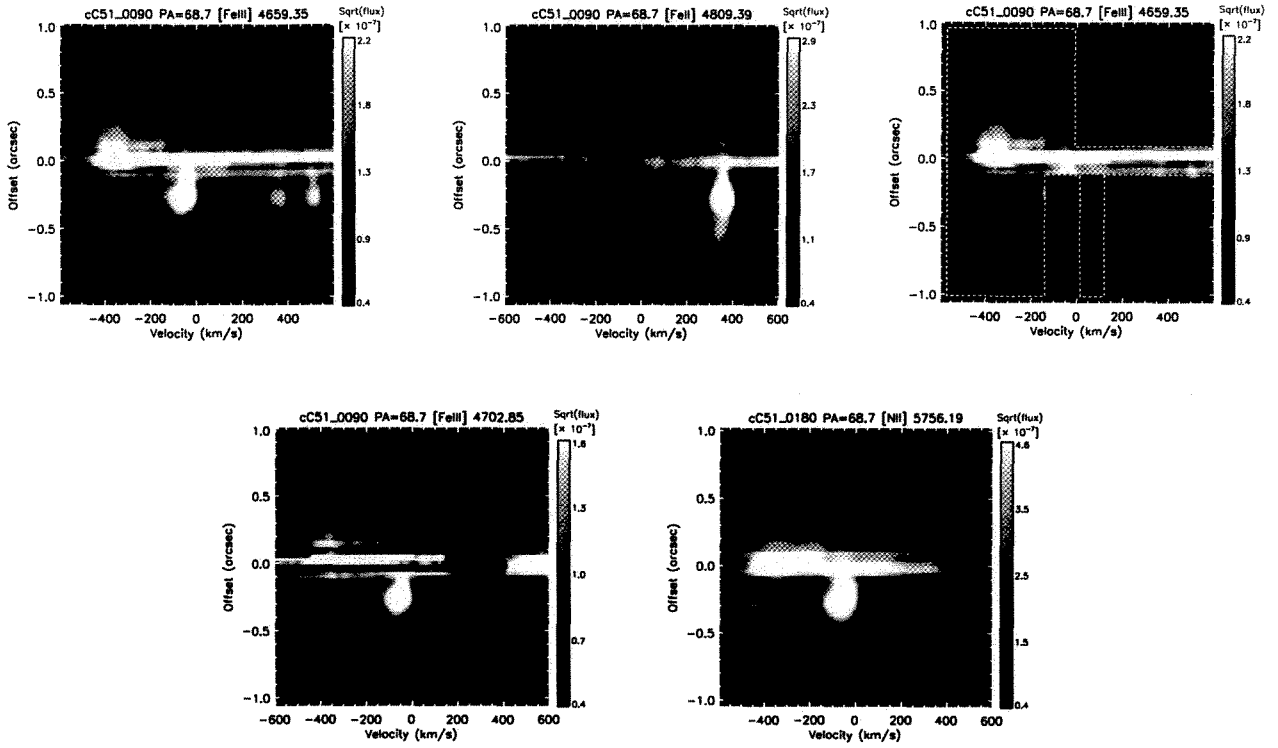 cC51_0090 PA=68.7 [FeIII] 4659.35
Sqrt(flux)
[× 10⁻⁷]
1.0
0.5
0.0
−0.5
−1.0
Offset (arcsec)
−400 −200 0 200 400
Velocity (km/s)
2.2
1.8
1.3
0.9
0.4
cC51_0090 PA=68.7 [FeII] 4809.39
Sqrt(flux)
[× 10⁻⁷]
1.0
0.5
0.0
−0.5
−1.0
Offset (arcsec)
−600 −400 −200 0 200 400 600
Velocity (km/s)
2.9
2.3
1.7
1.1
0.4
cC51_0090 PA=68.7 [FeIII] 4659.35
Sqrt(flux)
[× 10⁻⁷]
1.0
0.5
0.0
−0.5
−1.0
Offset (arcsec)
−400 −200 0 200 400
Velocity (km/s)
2.2
1.8
1.3
0.9
0.4
cC51_0090 PA=68.7 [FeIII] 4702.85
Sqrt(flux)
[× 10⁻⁷]
1.0
0.5
0.0
−0.5
−1.0
Offset (arcsec)
−600 −400 −200 0 200 400 600
Velocity (km/s)
1.6
1.3
1.0
0.7
0.4
cC51_0180 PA=68.7 [NII] 5756.19
Sqrt(flux)
[× 10⁻⁷]
1.0
0.5
0.0
−0.5
−1.0
Offset (arcsec)
−400 −200 0 200 400 600
Velocity (km/s)
4.6
3.5
2.5
1.5
0.4